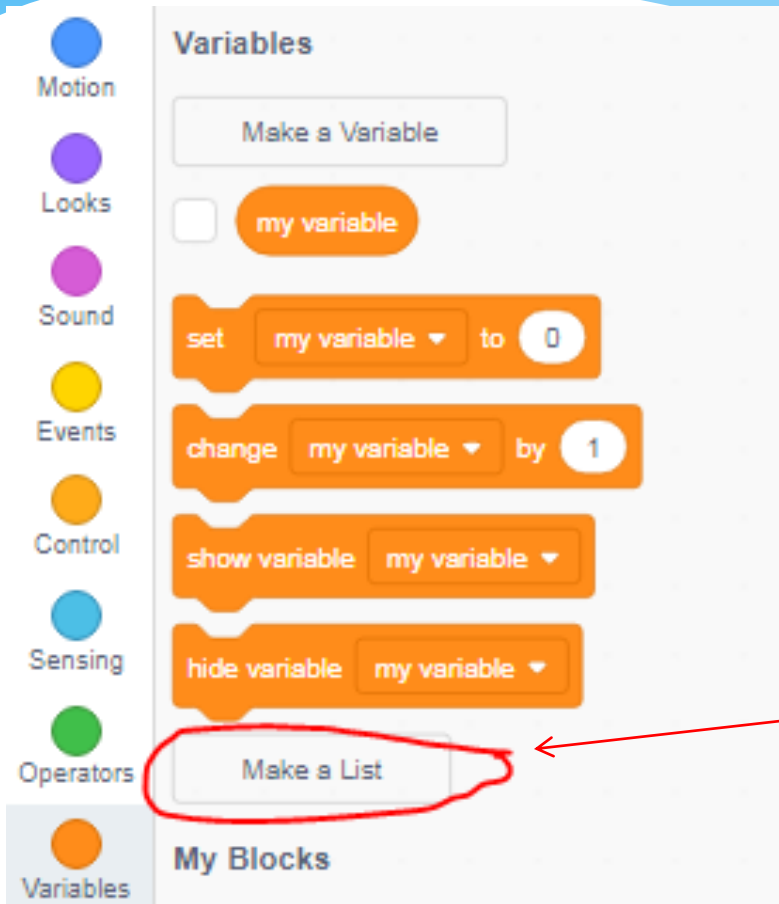 Variables
Motion
Make a Variable
Looks
my variable
Sound
set my variable to 0
Events
change my variable by 1
Control
show variable my variable
Sensing
hide variable my variable
Operators
Make a List
My Blocks
Variables